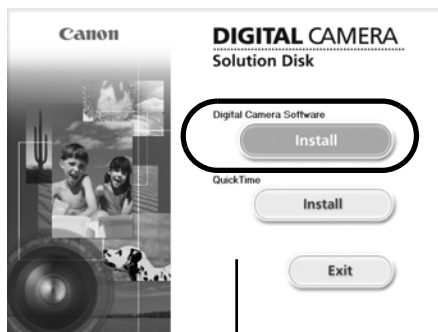 Canon
DIGITAL CAMERA
Solution Disk
Digital Camera Software
Install
QuickTime
Install
Exit